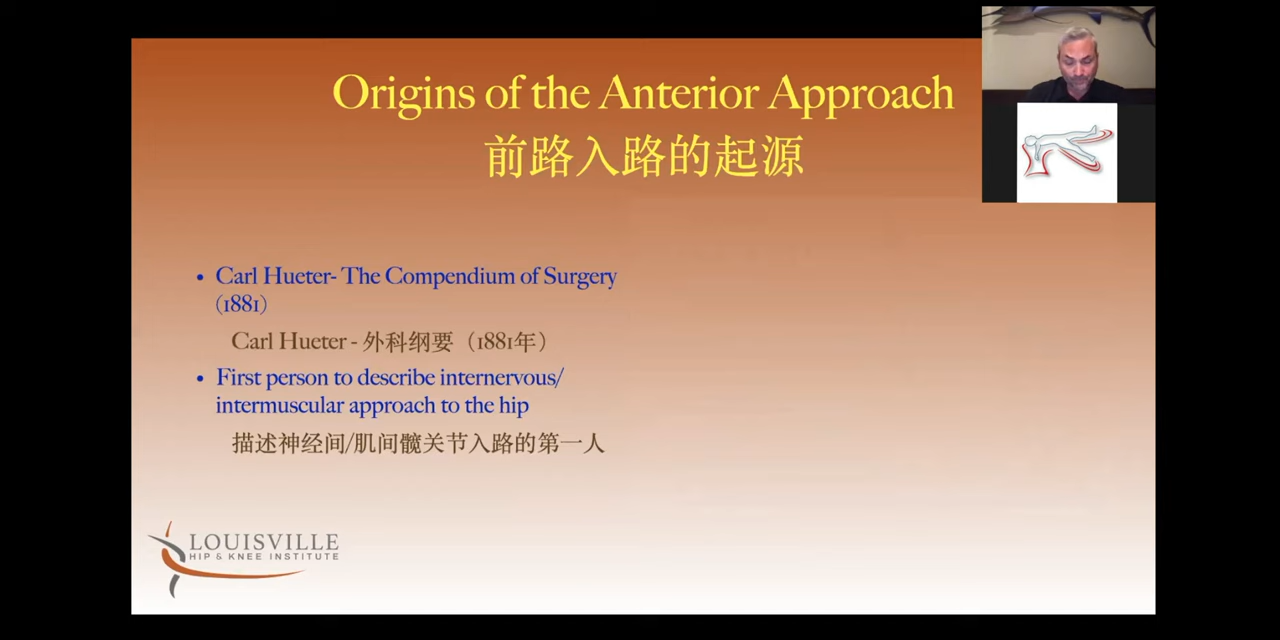 Origins of the Anterior Approach
前路入路的起源
• Carl Hueter- The Compendium of Surgery
(1881)
Carl Hueter - 外科纲要（1881年）
• First person to describe internervous/
intermuscular approach to the hip
描述神经间/肌间髋关节入路的第一人
LOUISVILLE
HIP & KNEE INSTITUTE